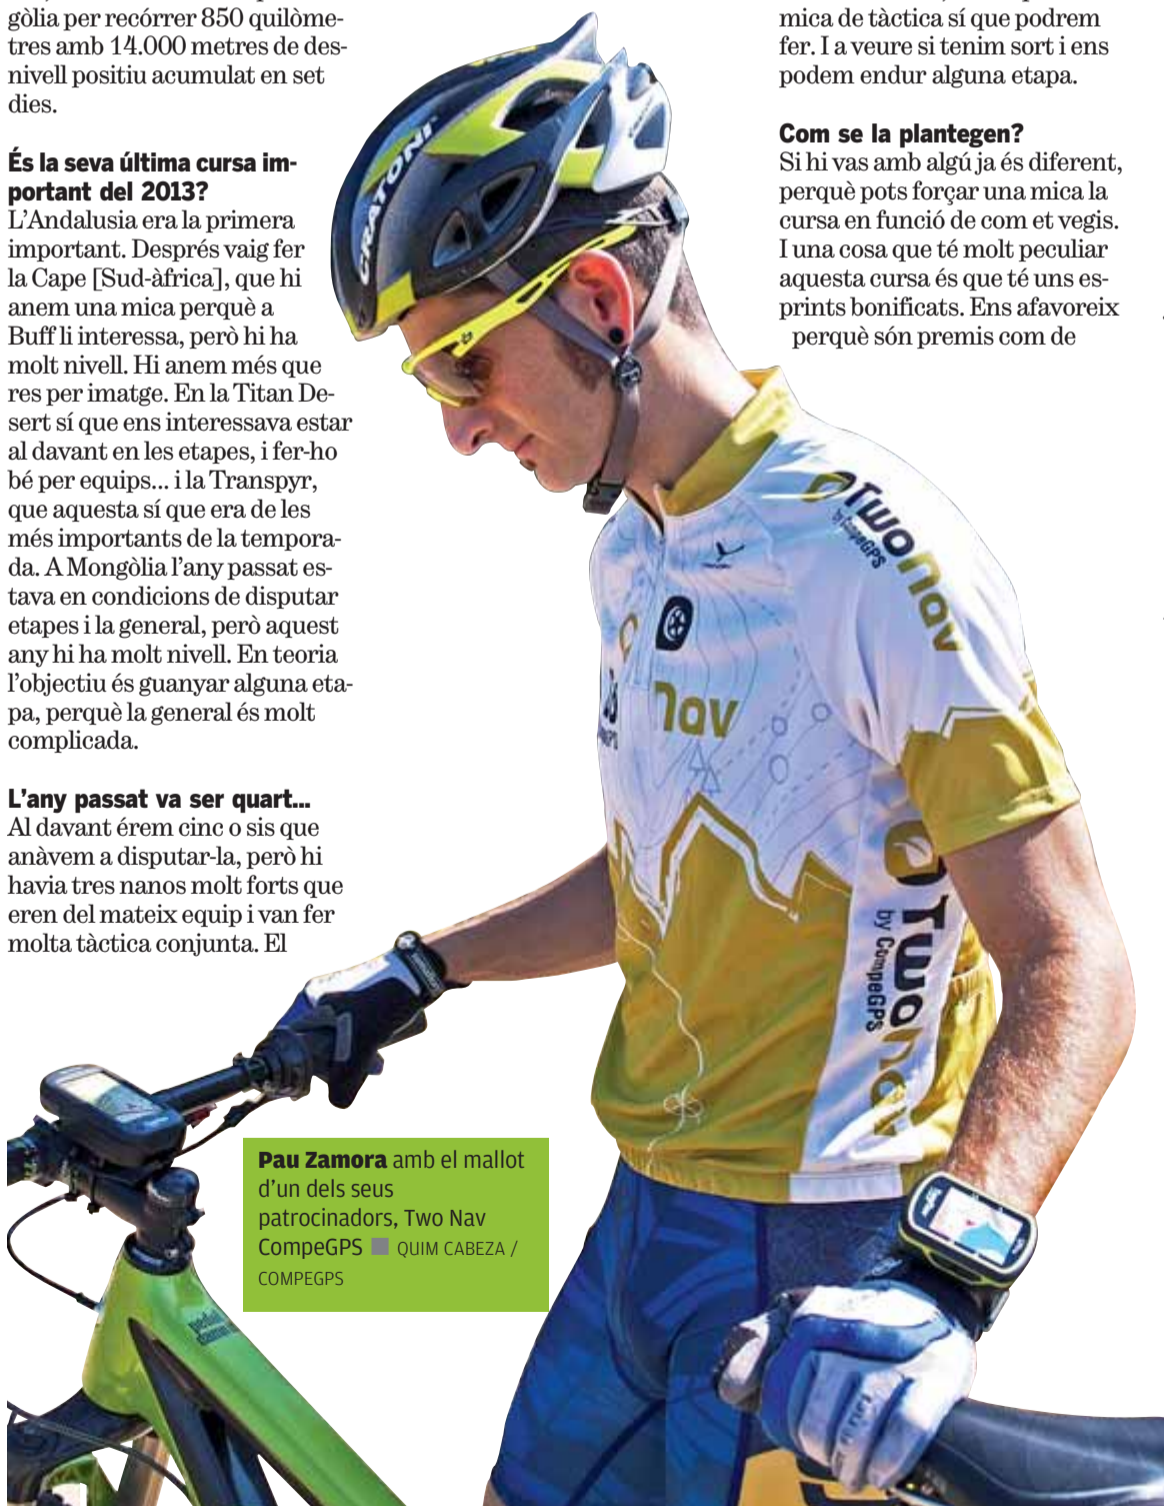 gòlia per recórrer 850 quilòme-
tres amb 14.000 metres de des-
nivell positiu acumulat en set
dies.
És la seva última cursa im-
portant del 2013?
L'Andalusia era la primera
important. Després vaig fer
la Cape [Sud-àfrica], que hi
anem una mica perquè a
Buff li interessa, però hi ha
molt nivell. Hi anem més que
res per imatge. En la Titan De-
sert sí que ens interessava estar
al davant en les etapes, i fer-ho
bé per equips... i la Transpyr,
que aquesta sí que era de les
més importants de la tempora-
da. A Mongòlia l'any passat es-
tava en condicions de disputar
etapes i la general, però aquest
any hi ha molt nivell. En teoria
l'objectiu és guanyar alguna eta-
pa, perquè la general és molt
complicada.
L'any passat va ser quart...
Al davant érem cinc o sis que
anàvem a disputar-la, però hi
havia tres nanos molt forts que
eren del mateix equip i van fer
molta tàctica conjunta. El
mica de tàctica sí que podrem
fer. I a veure si tenim sort i ens
podem endur alguna etapa.
Com se la plantegen?
Si hi vas amb algú ja és diferent,
perquè pots forçar una mica la
cursa en funció de com et vegis.
I una cosa que té molt peculiar
aquesta cursa és que té uns es-
prints bonificats. Ens afavoreix
perquè són premis com de
CRATONI
TwoNav
by CompeGPS
nav
TwoNav
by CompeGPS
Pau Zamora amb el mallot
d'un dels seus
patrocinadors, Two Nav
CompeGPS ■ QUIM CABEZA /
COMPEGPS